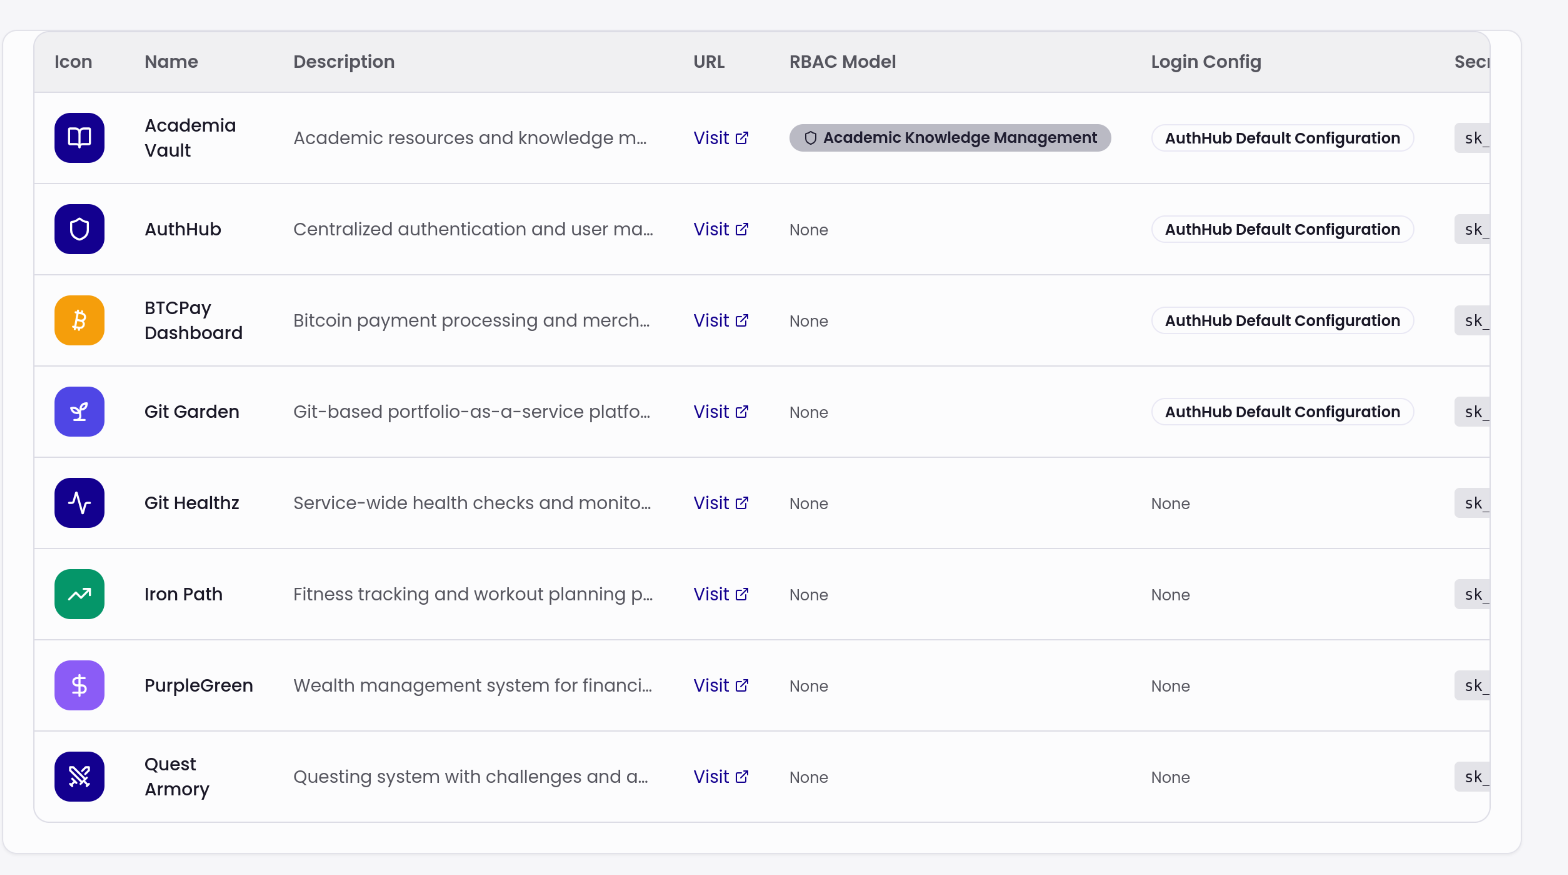 Icon Name Description URL RBAC Model Login Config Secr
Academia Vault Academic resources and knowledge m... Visit Academic Knowledge Management AuthHub Default Configuration sk_
AuthHub Centralized authentication and user ma... Visit None AuthHub Default Configuration sk_
BTCPay Dashboard Bitcoin payment processing and merch... Visit None AuthHub Default Configuration sk_
Git Garden Git-based portfolio-as-a-service platfo... Visit None AuthHub Default Configuration sk_
Git Healthz Service-wide health checks and monito... Visit None None sk_
Iron Path Fitness tracking and workout planning p... Visit None None sk_
PurpleGreen Wealth management system for financi... Visit None None sk_
Quest Armory Questing system with challenges and a... Visit None None sk_